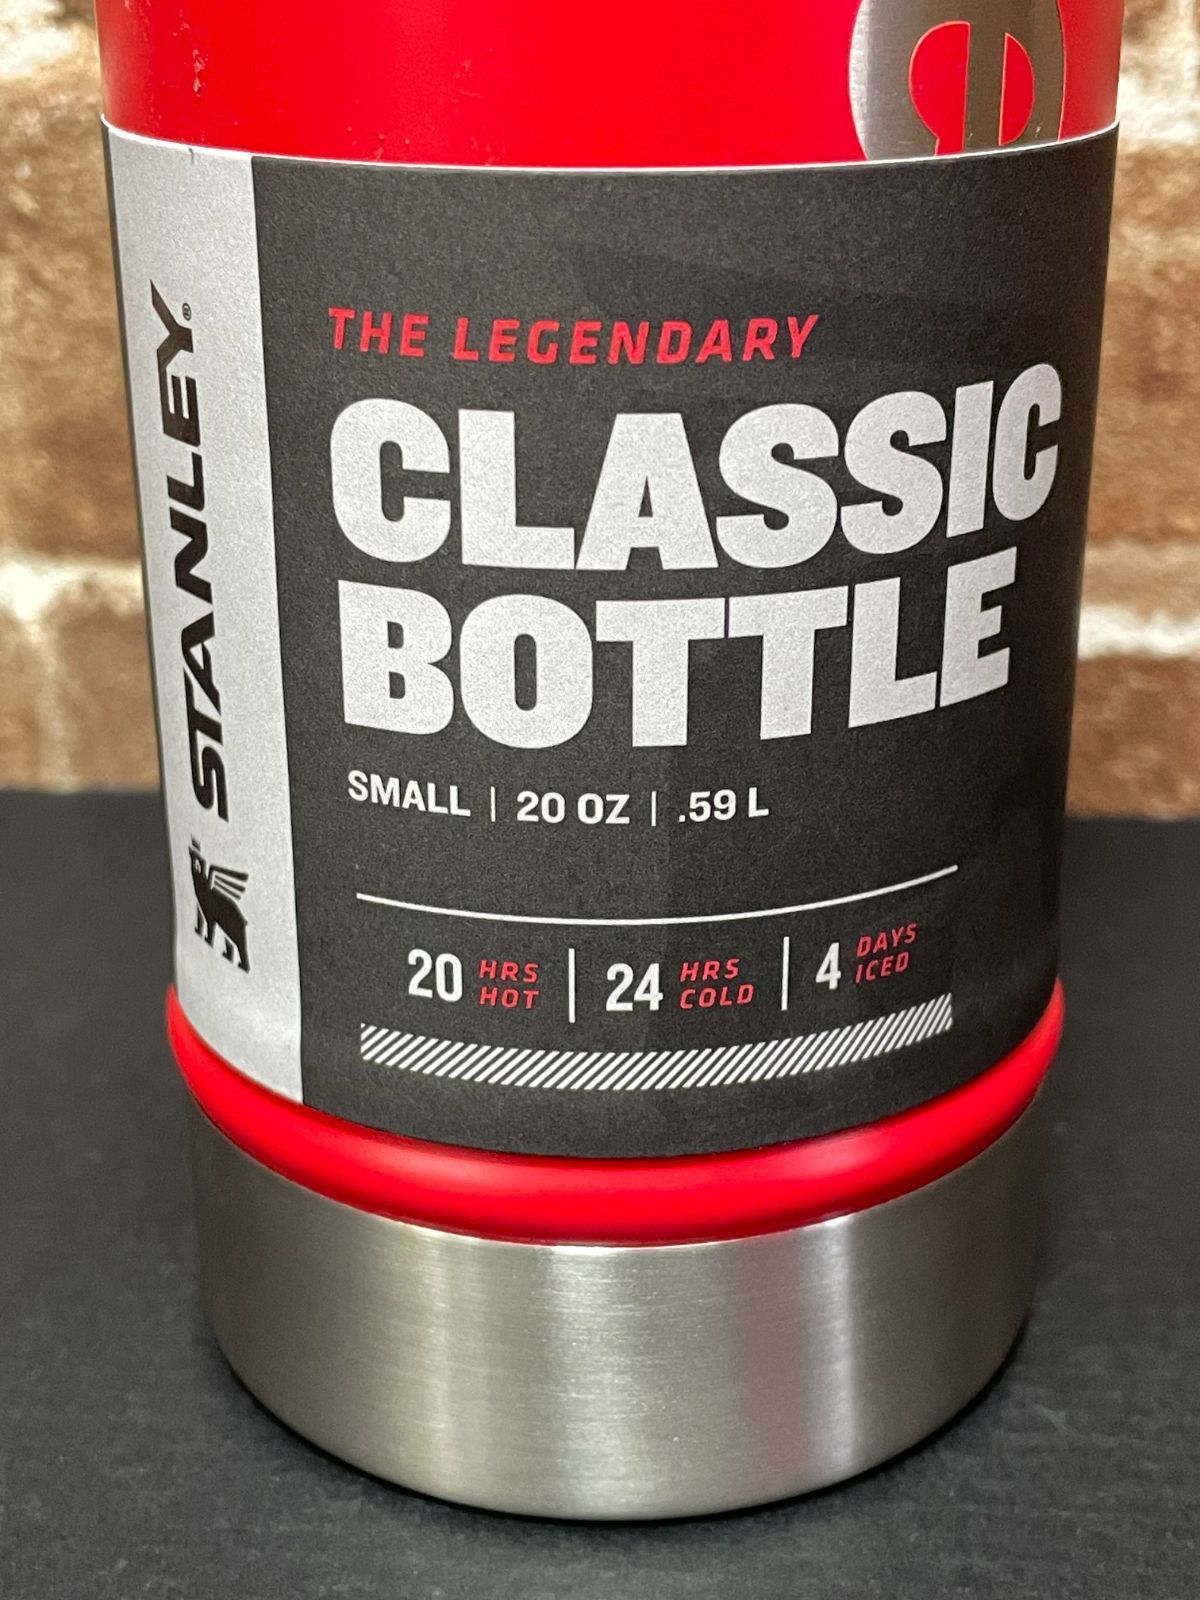 STANLEY®
THE LEGENDARY
CLASSIC
BOTTLE
SMALL | 20 OZ | .59 L
20 HRS HOT | 24 HRS COLD | 4 DAYS ICED